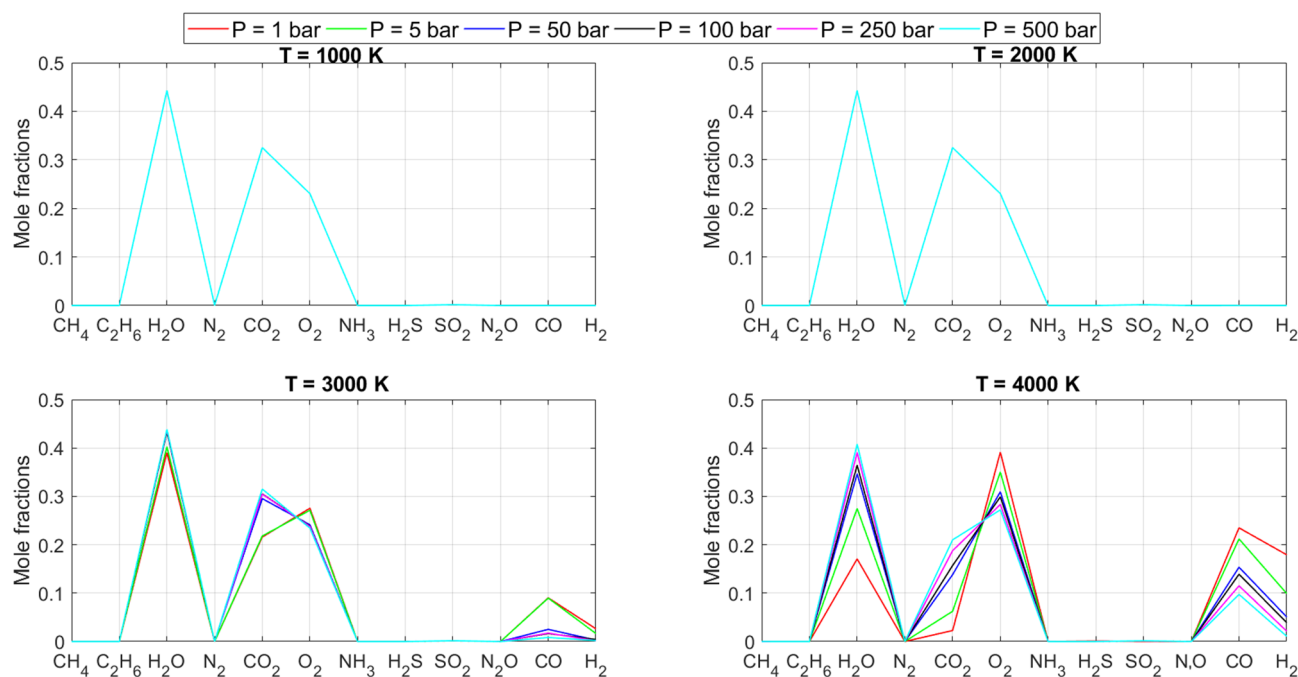 P = 1 bar P = 5 bar P = 50 bar P = 100 bar P = 250 bar P = 500 bar
T = 1000 K
Mole fractions
0.5
0.4
0.3
0.2
0.1
0
CH4 C2H6 H2O N2 CO2 O2 NH3 H2S SO2 N2O CO H2
T = 2000 K
Mole fractions
0.5
0.4
0.3
0.2
0.1
0
CH4 C2H6 H2O N2 CO2 O2 NH3 H2S SO2 N2O CO H2
T = 3000 K
Mole fractions
0.5
0.4
0.3
0.2
0.1
0
CH4 C2H6 H2O N2 CO2 O2 NH3 H2S SO2 N2O CO H2
T = 4000 K
Mole fractions
0.5
0.4
0.3
0.2
0.1
0
CH4 C2H6 H2O N2 CO2 O2 NH3 H2S SO2 N,O CO H2